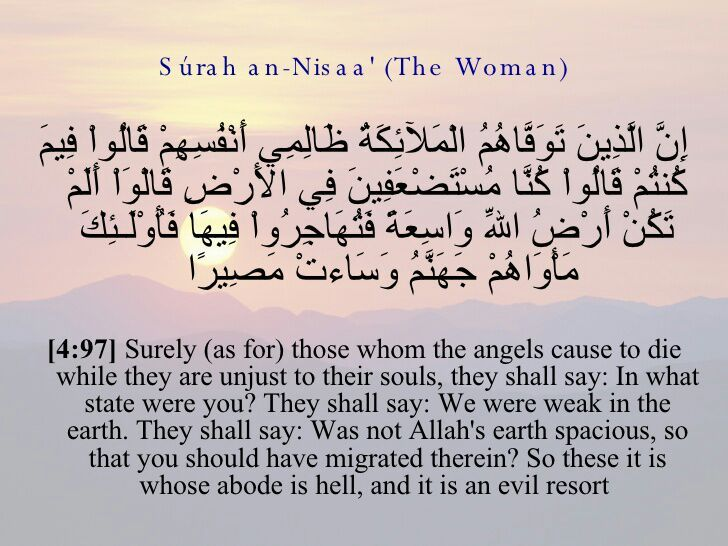 Súrah an-Nisaa' (The Woman)
إِنَّ الَّذِينَ تَوَفَّاهُمُ الْمَلآئِكَةُ ظَالِمِي أَنْفُسِهِمْ قَالُواْ فِيمَ
كُنتُمْ قَالُواْ كُنَّا مُسْتَضْعَفِينَ فِي الأَرْضِ قَالْوَاْ أَلَمْ
تَكُنْ أَرْضُ اللّهِ وَاسِعَةً فَتُهَاجِرُواْ فِيهَا فَأُوْلَـئِكَ
مَأْوَاهُمْ جَهَنَّمُ وَسَاءتْ مَصِيرًا
[4:97] Surely (as for) those whom the angels cause to die
while they are unjust to their souls, they shall say: In what
state were you? They shall say: We were weak in the
earth. They shall say: Was not Allah's earth spacious, so
that you should have migrated therein? So these it is
whose abode is hell, and it is an evil resort